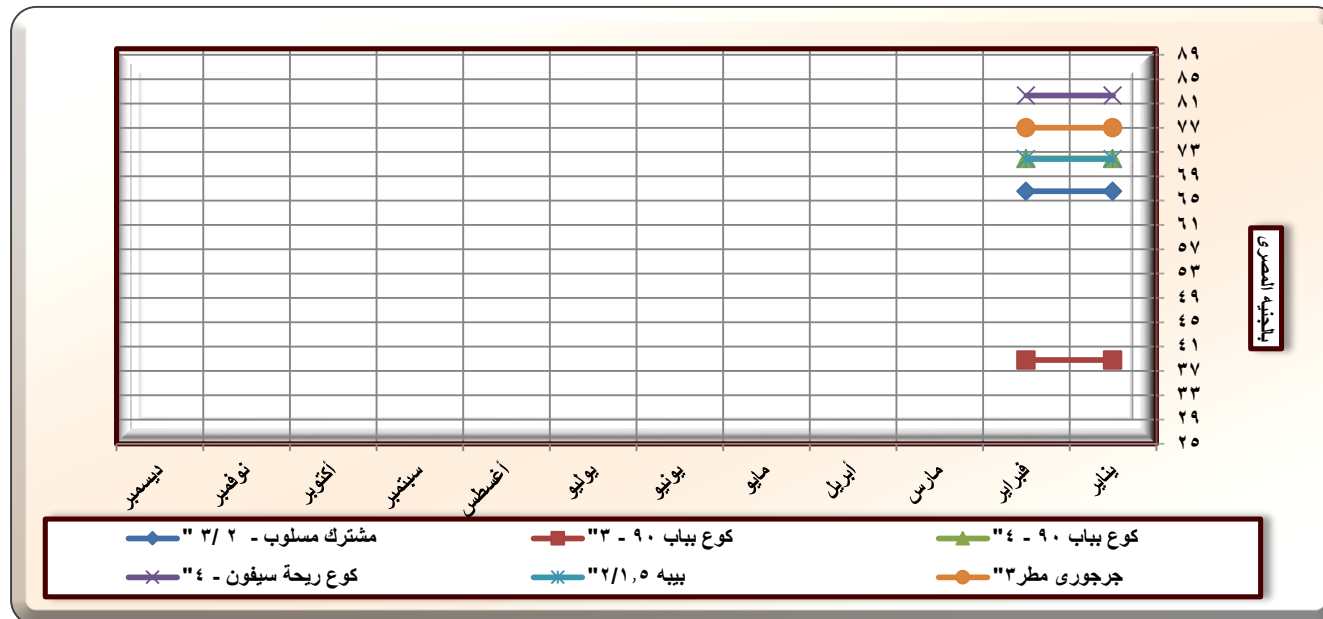 ٨٩
٨٥
٨١
٧٧
٧٣
٦٩
٦٥
٦١
٥٧
٥٣
٤٩
٤٥
٤١
٣٧
٣٣
٢٩
٢٥
بالجنيه المصرى
يناير
فبراير
مارس
أبريل
مايو
يونيو
يوليو
أغسطس
سبتمبر
أكتوبر
نوفمبر
ديسمبر
كوع بباب ٩٠ - ٤" كوع بباب ٩٠ - ٣" مشترك مسلوب - ٢ /٣ "
جرجورى مطر٣" بيبه ٢/١,٥" كوع ريحة سيفون - ٤"